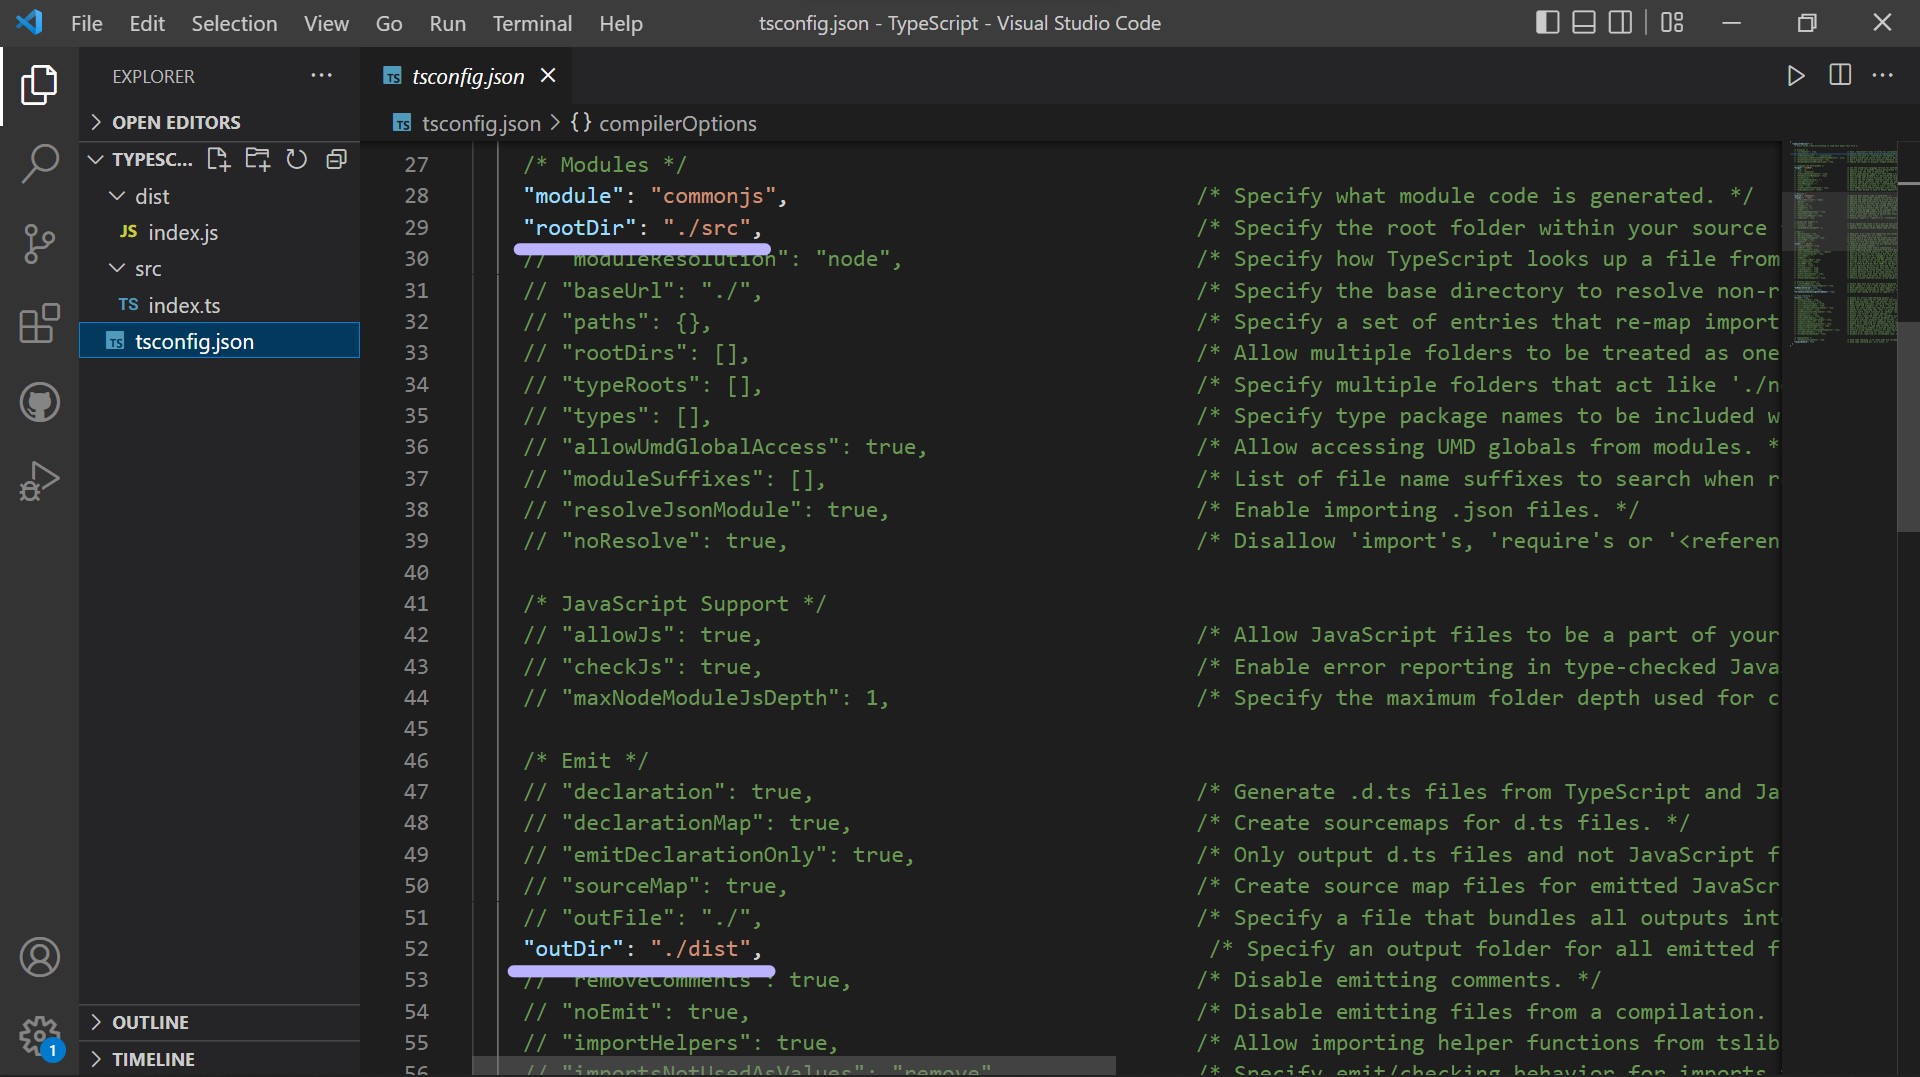 File Edit Selection View Go Run Terminal Help
tsconfig.json - TypeScript - Visual Studio Code
EXPLORER
OPEN EDITORS
TYPESC...
dist
JS index.js
src
TS index.ts
TS tsconfig.json
OUTLINE
TIMELINE
1
TS tsconfig.json
TS tsconfig.json > {} compilerOptions
27 /* Modules */
28 "module": "commonjs", /* Specify what module code is generated. */
29 "rootDir": "./src", /* Specify the root folder within your source
30 // "moduleResolution": "node", /* Specify how TypeScript looks up a file from
31 // "baseUrl": "./", /* Specify the base directory to resolve non-r
32 // "paths": {}, /* Specify a set of entries that re-map import
33 // "rootDirs": [], /* Allow multiple folders to be treated as one
34 // "typeRoots": [], /* Specify multiple folders that act like './n
35 // "types": [], /* Specify type package names to be included w
36 // "allowUmdGlobalAccess": true, /* Allow accessing UMD globals from modules. *
37 // "moduleSuffixes": [], /* List of file name suffixes to search when r
38 // "resolveJsonModule": true, /* Enable importing .json files. */
39 // "noResolve": true, /* Disallow 'import's, 'require's or '<referen
40
41 /* JavaScript Support */
42 // "allowJs": true, /* Allow JavaScript files to be a part of your
43 // "checkJs": true, /* Enable error reporting in type-checked Java
44 // "maxNodeModuleJsDepth": 1, /* Specify the maximum folder depth used for c
45
46 /* Emit */
47 // "declaration": true, /* Generate .d.ts files from TypeScript and Ja
48 // "declarationMap": true, /* Create sourcemaps for d.ts files. */
49 // "emitDeclarationOnly": true, /* Only output d.ts files and not JavaScript f
50 // "sourceMap": true, /* Create source map files for emitted JavaScr
51 // "outFile": "./", /* Specify a file that bundles all outputs int
52 "outDir": "./dist", /* Specify an output folder for all emitted f
53 // "removeComments": true, /* Disable emitting comments. */
54 // "noEmit": true, /* Disable emitting files from a compilation.
55 // "importHelpers": true, /* Allow importing helper functions from tslib
56 // "importsNotUsedAsValues": "remove" /* Specify emit/checking behavior for imports